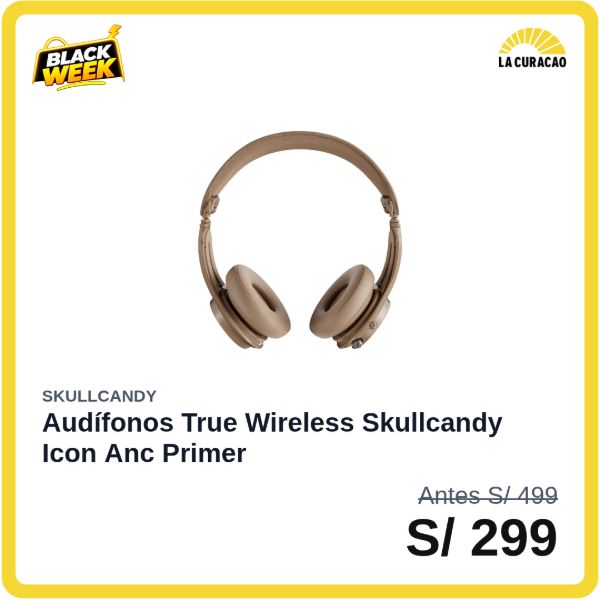 BLACK
WEEK
LA CURACAO
SKULLCANDY
Audífonos True Wireless Skullcandy
Icon Anc Primer
Antes S/ 499
S/ 299